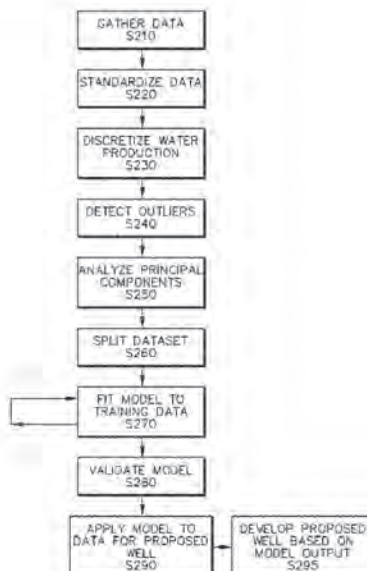 GATHER DATA
S210
STANDARDIZE DATA
S220
DISCRETIZE WATER
PRODUCTION
S230
DETECT OUTLIERS
S240
ANALYZE PRINCIPAL
COMPONENTS
S250
SPLIT DATASET
S260
FIT MODEL TO
TRAINING DATA
S270
VALIDATE MODEL
S280
APPLY MODEL TO
DATA FOR PROPOSED
WELL
S290
DEVELOP PROPOSED
WELL BASED ON
MODEL OUTPUT
S295